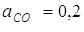 a_CO = 0,2